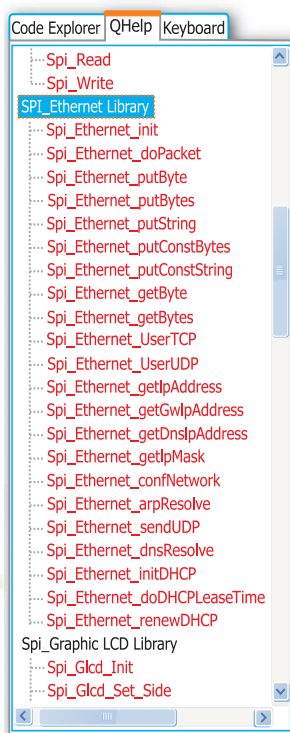 Code Explorer QHelp Keyboard
Spi_Read
Spi_Write
SPI_Ethernet Library
Spi_Ethernet_init
Spi_Ethernet_doPacket
Spi_Ethernet_putByte
Spi_Ethernet_putBytes
Spi_Ethernet_putString
Spi_Ethernet_putConstBytes
Spi_Ethernet_putConstString
Spi_Ethernet_getByte
Spi_Ethernet_getBytes
Spi_Ethernet_UserTCP
Spi_Ethernet_UserUDP
Spi_Ethernet_getIpAddress
Spi_Ethernet_getGwIpAddress
Spi_Ethernet_getDnsIpAddress
Spi_Ethernet_getIpMask
Spi_Ethernet_confNetwork
Spi_Ethernet_arpResolve
Spi_Ethernet_sendUDP
Spi_Ethernet_dnsResolve
Spi_Ethernet_initDHCP
Spi_Ethernet_doDHCPLeaseTime
Spi_Ethernet_renewDHCP
Spi_Graphic LCD Library
Spi_Glcd_Init
Spi_Glcd_Set_Side